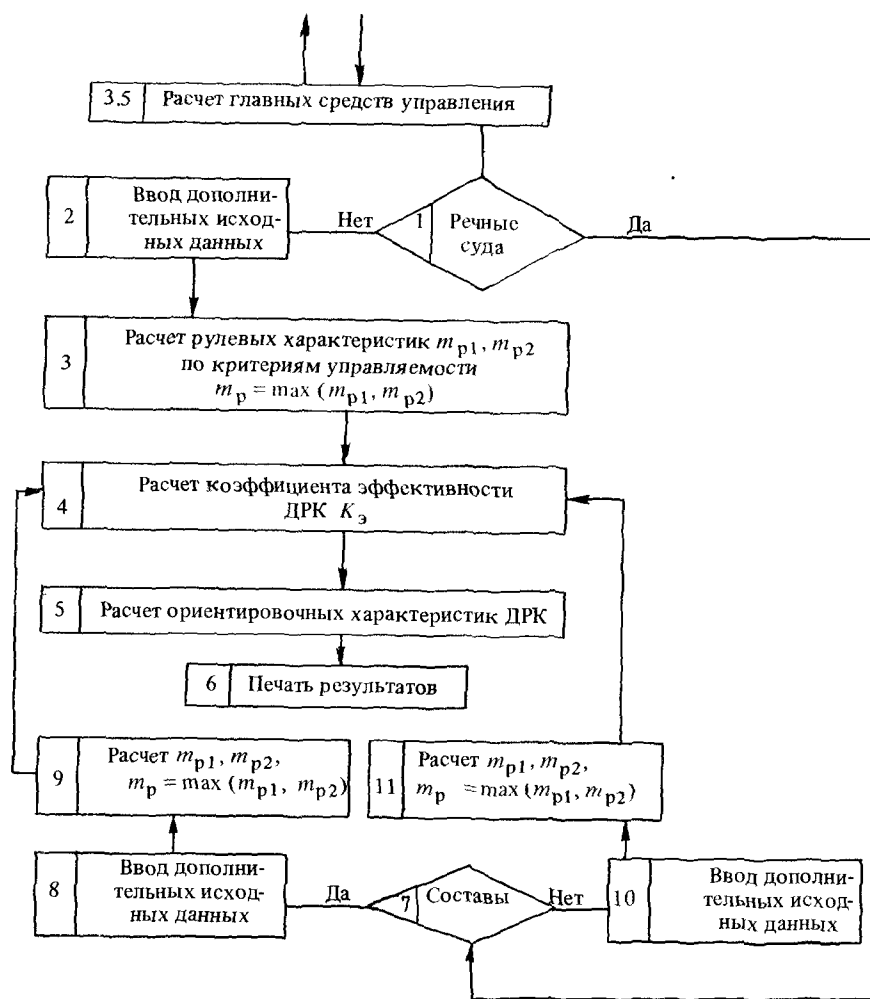 3.5 Расчет главных средств управления
2 Ввод дополни-
тельных исход-
ных данных
Нет
1 Речные
суда
Да
3 Расчет рулевых характеристик m_p1, m_p2
по критериям управляемости
m_p = max (m_p1, m_p2)
4 Расчет коэффициента эффективности
ДРК K_э
5 Расчет ориентировочных характеристик ДРК
6 Печать результатов
9 Расчет m_p1, m_p2,
m_p = max (m_p1, m_p2)
11 Расчет m_p1, m_p2,
m_p = max (m_p1, m_p2)
8 Ввод дополни-
тельных исход-
ных данных
Да
7 Составы
Нет
10 Ввод дополни-
тельных исход-
ных данных